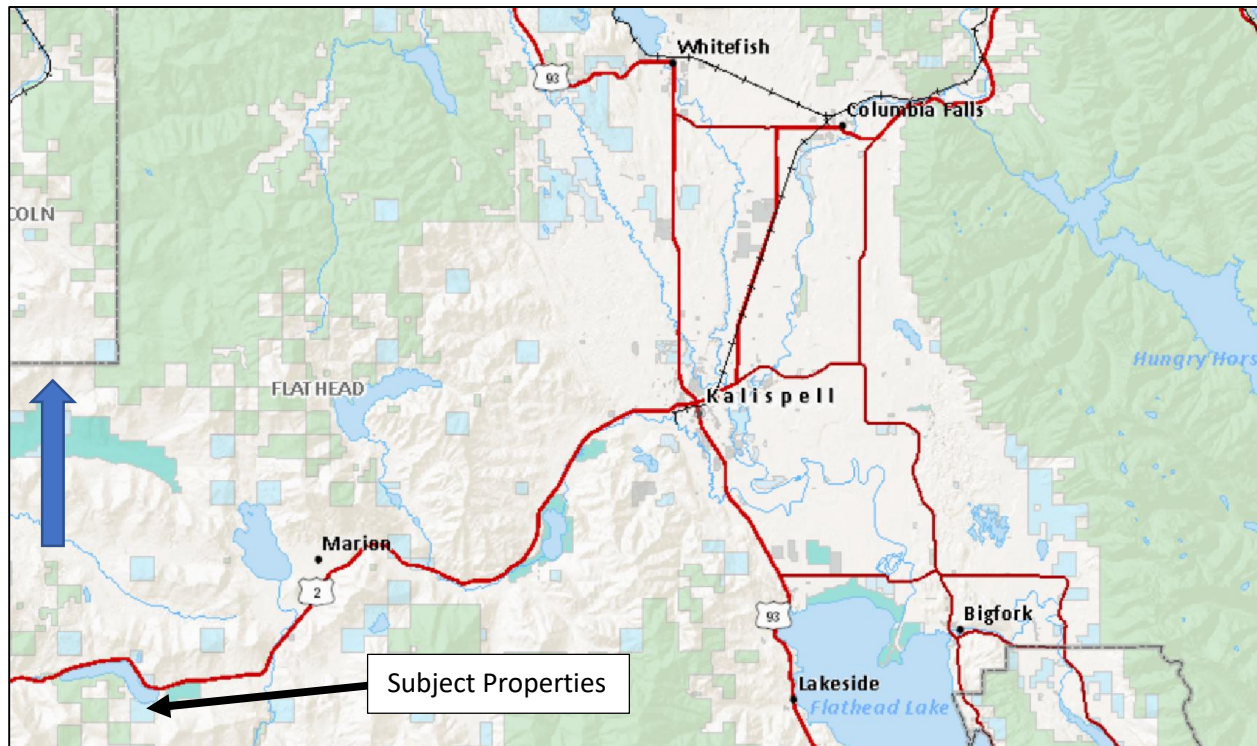 Whitefish
93
Columbia Falls
COLN
Hungry Hors
FLATHEAD
Kalispell
Marion
2
93
Bigfork
Subject Properties
Lakeside
Flathead Lake